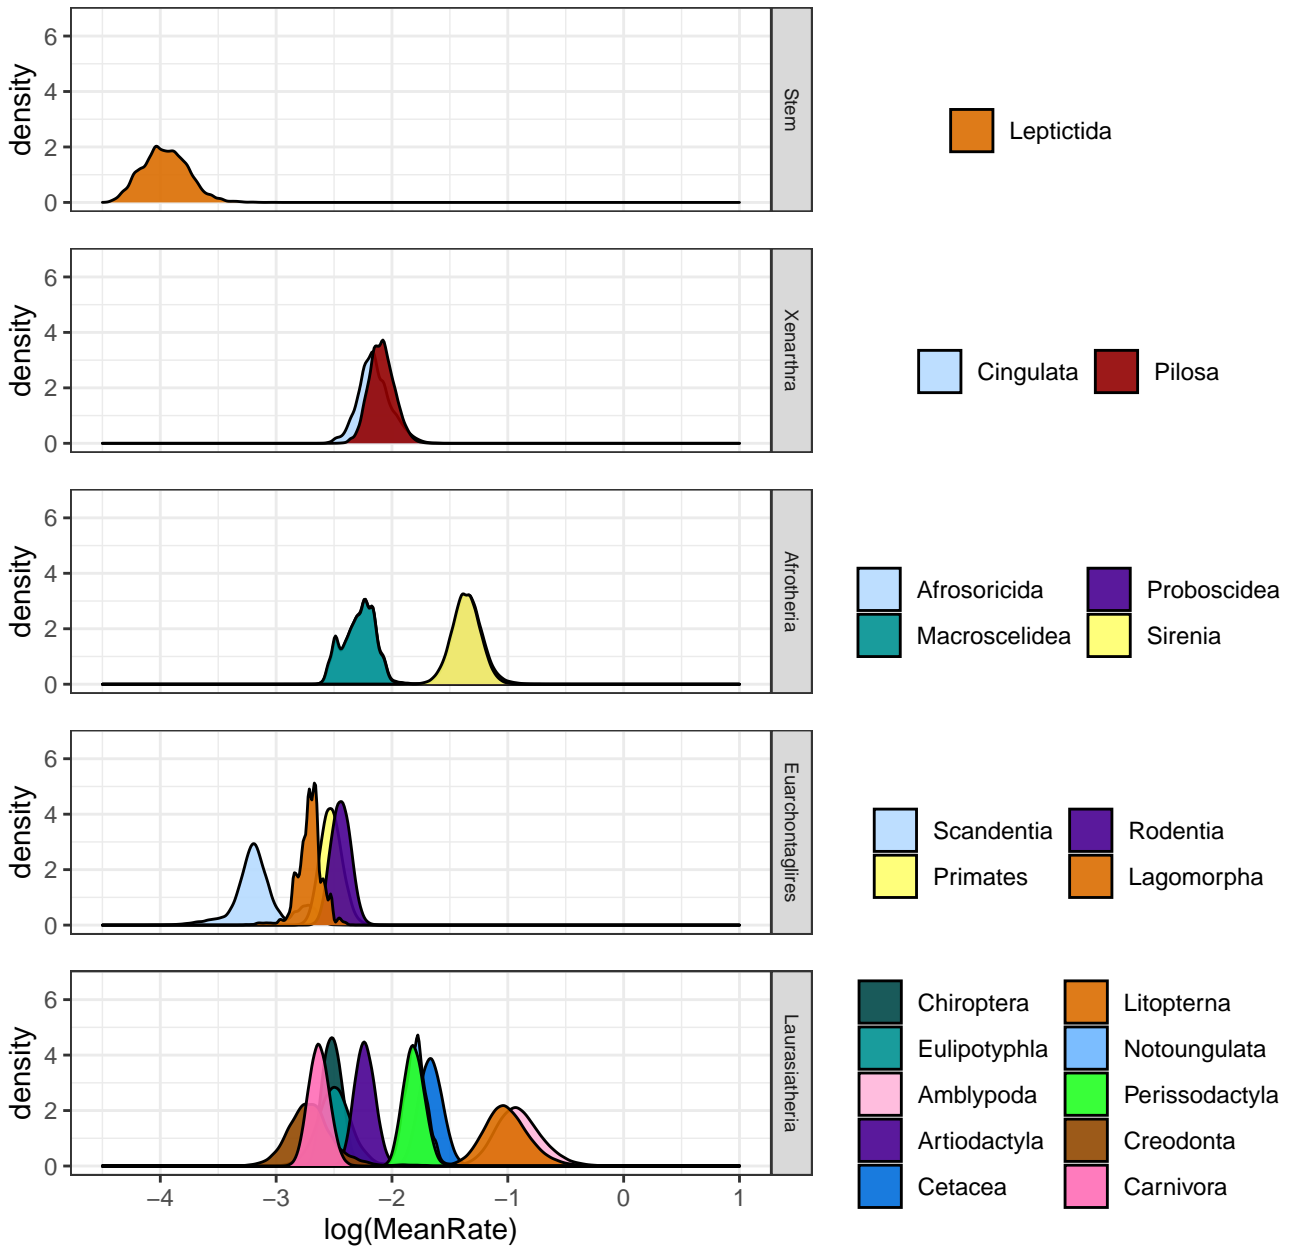 density
6
4
2
0
Stem
Leptictida
density
6
4
2
0
Xenarthra
Cingulata
Pilosa
density
6
4
2
0
Afrotheria
Afrosoricida
Proboscidea
Macroscelidea
Sirenia
density
6
4
2
0
Euarchontaglires
Scandentia
Rodentia
Primates
Lagomorpha
density
6
4
2
0
Laurasiatheria
Chiroptera
Litopterna
Eulipotyphla
Notoungulata
Amblypoda
Perissodactyla
Artiodactyla
Creodonta
Cetacea
Carnivora
−4 −3 −2 −1 0 1
log(MeanRate)